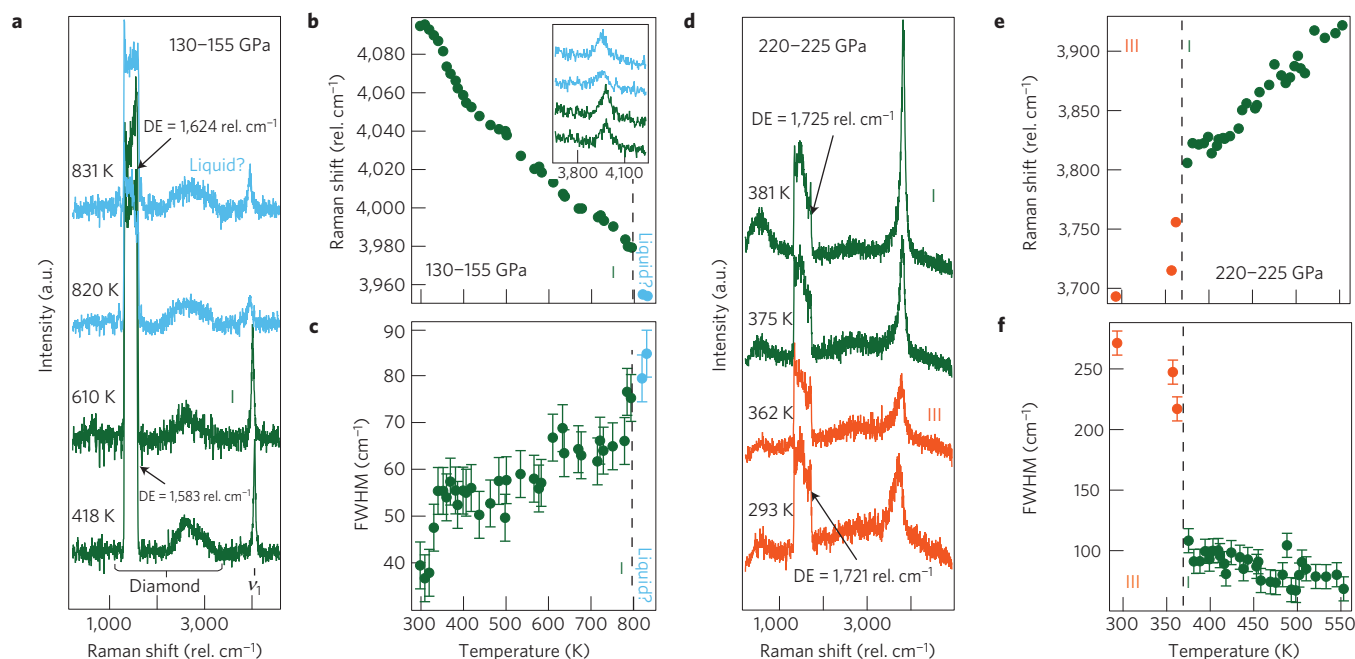 a
130–155 GPa
DE = 1,624 rel. cm⁻¹
Liquid?
831 K
820 K
610 K
I
DE = 1,583 rel. cm⁻¹
418 K
Diamond
ν₁
1,000
3,000
Raman shift (rel. cm⁻¹)
Intensity (a.u.)
b
4,080
4,060
4,040
4,020
4,000
3,980
3,960
Raman shift (rel. cm⁻¹)
3,800
4,100
130–155 GPa
I
Liquid?
c
90
80
70
60
50
40
FWHM (cm⁻¹)
I
Liquid?
300
400
500
600
700
800
Temperature (K)
d
220–225 GPa
DE = 1,725 rel. cm⁻¹
381 K
I
375 K
362 K
III
293 K
DE = 1,721 rel. cm⁻¹
1,000
3,000
Raman shift (rel. cm⁻¹)
Intensity (a.u.)
e
III
I
3,900
3,850
3,800
3,750
3,700
Raman shift (rel. cm⁻¹)
220–225 GPa
f
250
200
150
100
FWHM (cm⁻¹)
III
I
300
350
400
450
500
550
Temperature (K)